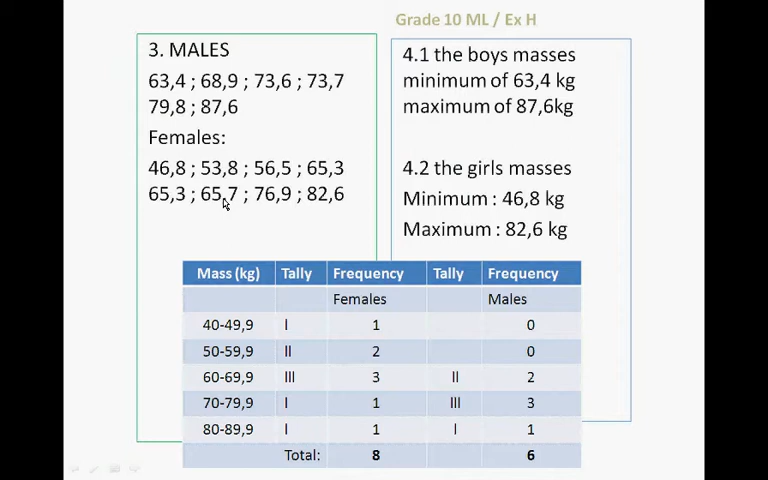 Grade 10 ML / Ex H
3. MALES
63,4 ; 68,9 ; 73,6 ; 73,7
79,8 ; 87,6
Females:
46,8 ; 53,8 ; 56,5 ; 65,3
65,3 ; 65,7 ; 76,9 ; 82,6
4.1 the boys masses
minimum of 63,4 kg
maximum of 87,6kg
4.2 the girls masses
Minimum : 46,8 kg
Maximum : 82,6 kg
Mass (kg) Tally Frequency Tally Frequency
Females Males
40-49,9 I 1 0
50-59,9 II 2 0
60-69,9 III 3 II 2
70-79,9 I 1 III 3
80-89,9 I 1 I 1
Total: 8 6